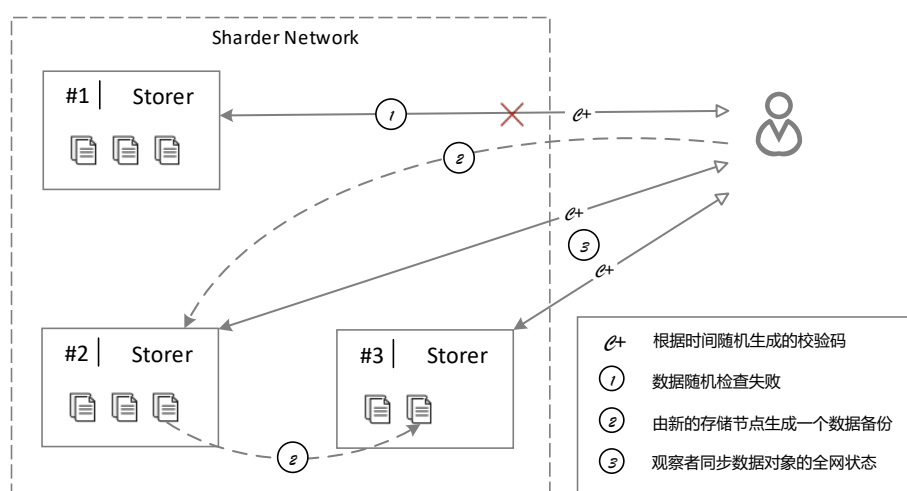 Sharder Network
#1 | Storer
① 𝒞+
②
𝒞+
③
𝒞+
#2 | Storer
#3 | Storer
②
𝒞+ 根据时间随机生成的校验码
① 数据随机检查失败
② 由新的存储节点生成一个数据备份
③ 观察者同步数据对象的全网状态